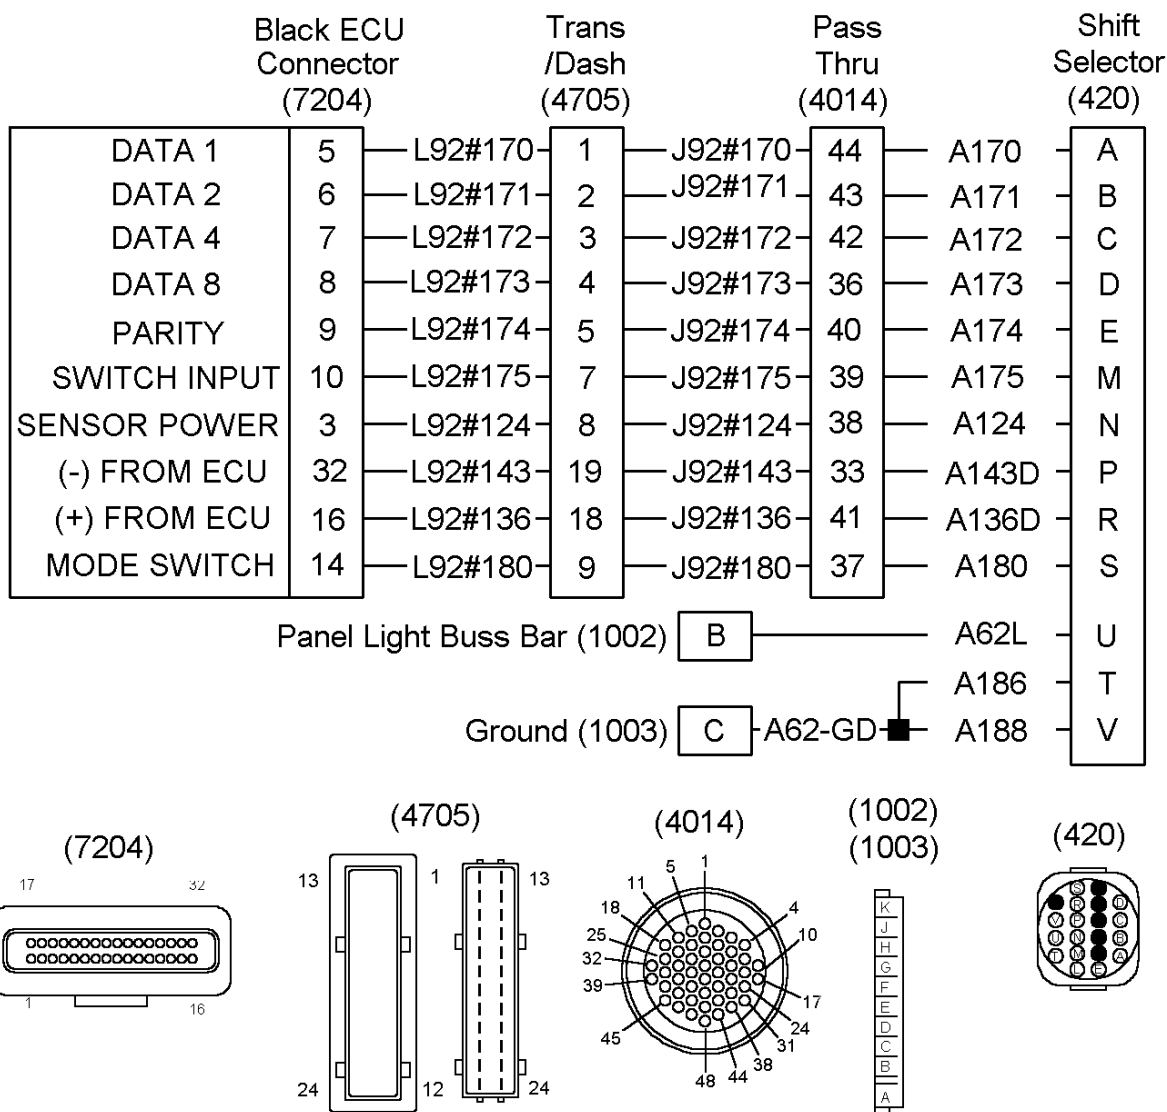 Black ECU
Connector
(7204)
Trans
/Dash
(4705)
Pass
Thru
(4014)
Shift
Selector
(420)
DATA 1 5 L92#170 1 J92#170 44 A170 A
DATA 2 6 L92#171 2 J92#171 43 A171 B
DATA 4 7 L92#172 3 J92#172 42 A172 C
DATA 8 8 L92#173 4 J92#173 36 A173 D
PARITY 9 L92#174 5 J92#174 40 A174 E
SWITCH INPUT 10 L92#175 7 J92#175 39 A175 M
SENSOR POWER 3 L92#124 8 J92#124 38 A124 N
(-) FROM ECU 32 L92#143 19 J92#143 33 A143D P
(+) FROM ECU 16 L92#136 18 J92#136 41 A136D R
MODE SWITCH 14 L92#180 9 J92#180 37 A180 S
Panel Light Buss Bar (1002) B A62L U
A186 T
Ground (1003) C A62-GD A188 V
(7204)
17 32
1 16
(4705)
13 1 13
24 12 24
(4014)
1
5
11
18
25
32
39
45
4
10
17
24
31
38
44
48
(1002)
(1003)
K
J
H
G
F
E
D
C
B
A
(420)
S
R D
V P C
U N B
T M A
L E